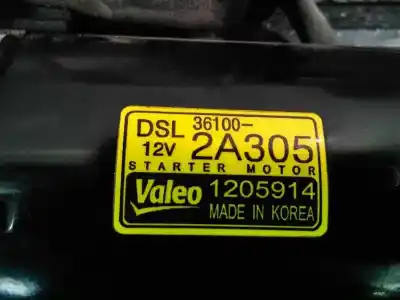 DSL 36100-
12V 2A305
STARTER MOTOR
Valeo 1205914
MADE IN KOREA